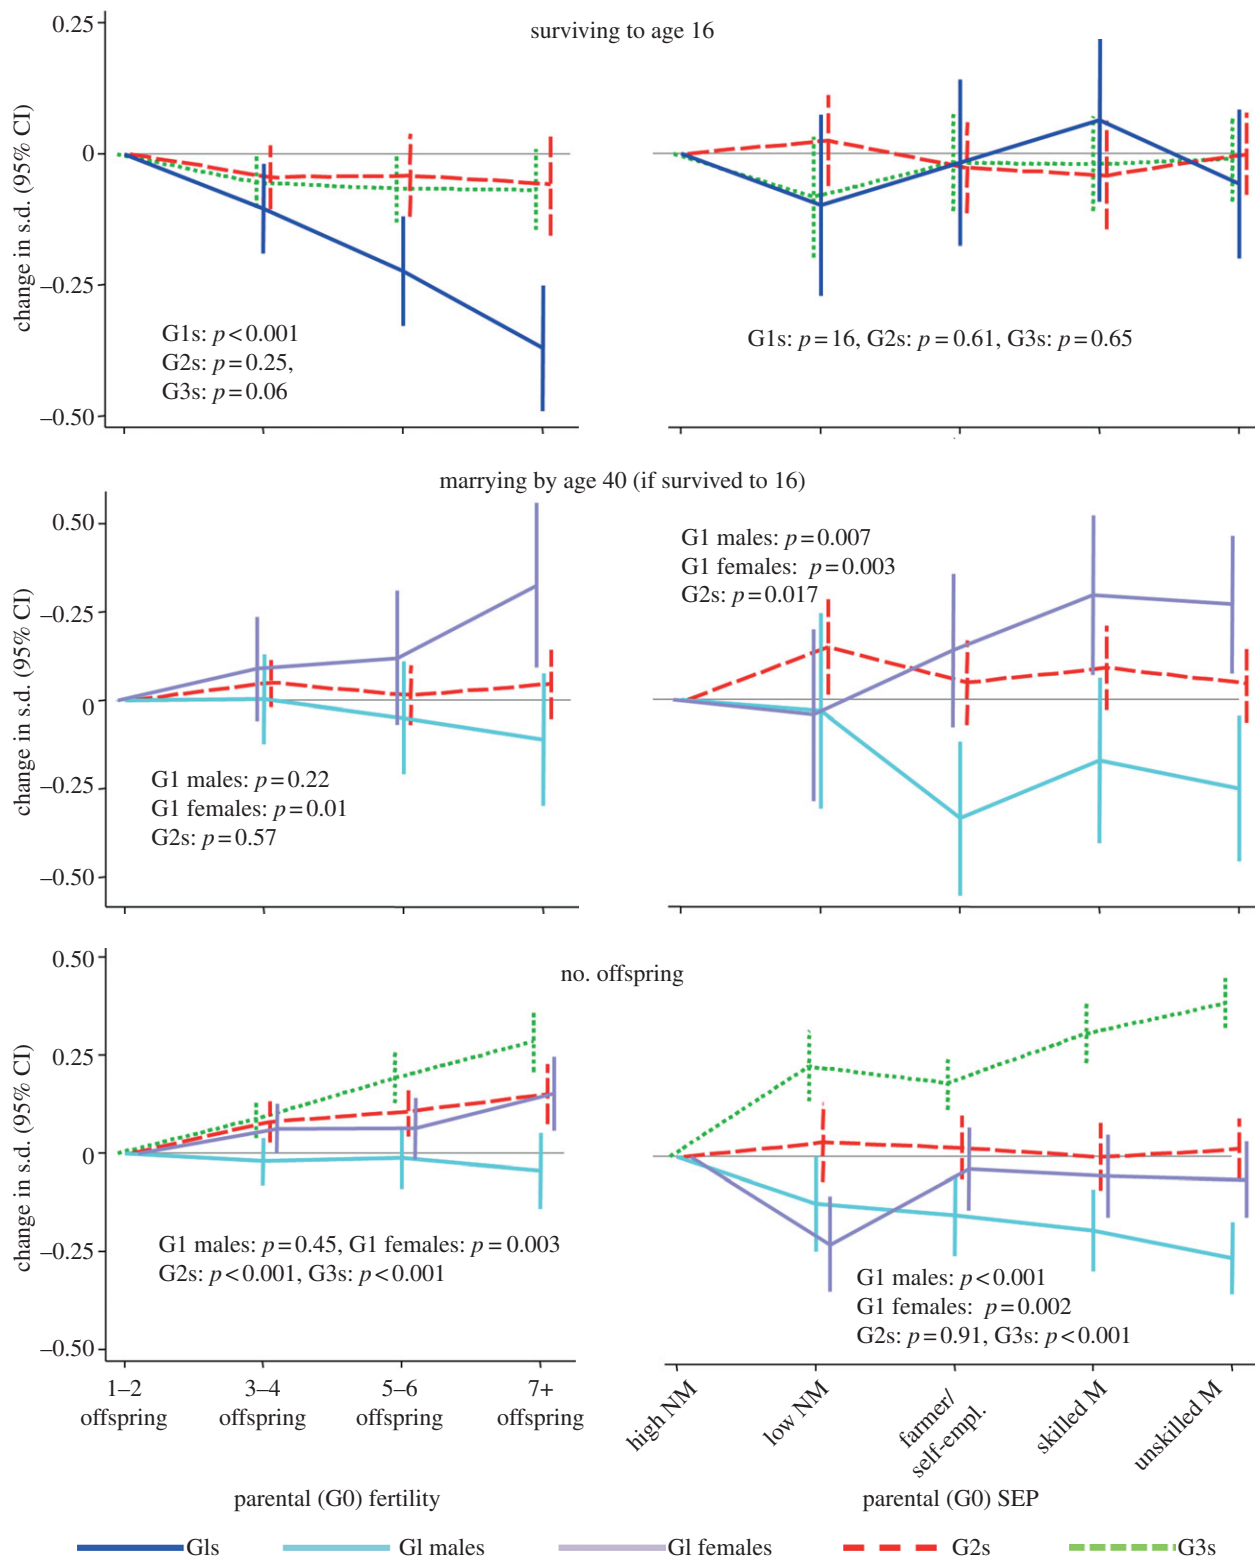 surviving to age 16
change in s.d. (95% CI)
0.25
0
–0.25
–0.50
G1s: p<0.001
G2s: p=0.25,
G3s: p=0.06
G1s: p=16, G2s: p=0.61, G3s: p=0.65
marrying by age 40 (if survived to 16)
change in s.d. (95% CI)
0.50
–0.25
0
–0.25
–0.50
G1 males: p=0.22
G1 females: p=0.01
G2s: p=0.57
G1 males: p=0.007
G1 females: p=0.003
G2s: p=0.017
no. offspring
change in s.d. (95% CI)
0.50
0.25
0
–0.25
–0.50
G1 males: p=0.45, G1 females: p=0.003
G2s: p<0.001, G3s: p<0.001
G1 males: p<0.001
G1 females: p=0.002
G2s: p=0.91, G3s: p<0.001
1–2
offspring
3–4
offspring
5–6
offspring
7+
offspring
high NM
low NM
farmer/
self-empl.
skilled M
unskilled M
parental (G0) fertility
parental (G0) SEP
Gls
Gl males
Gl females
G2s
G3s